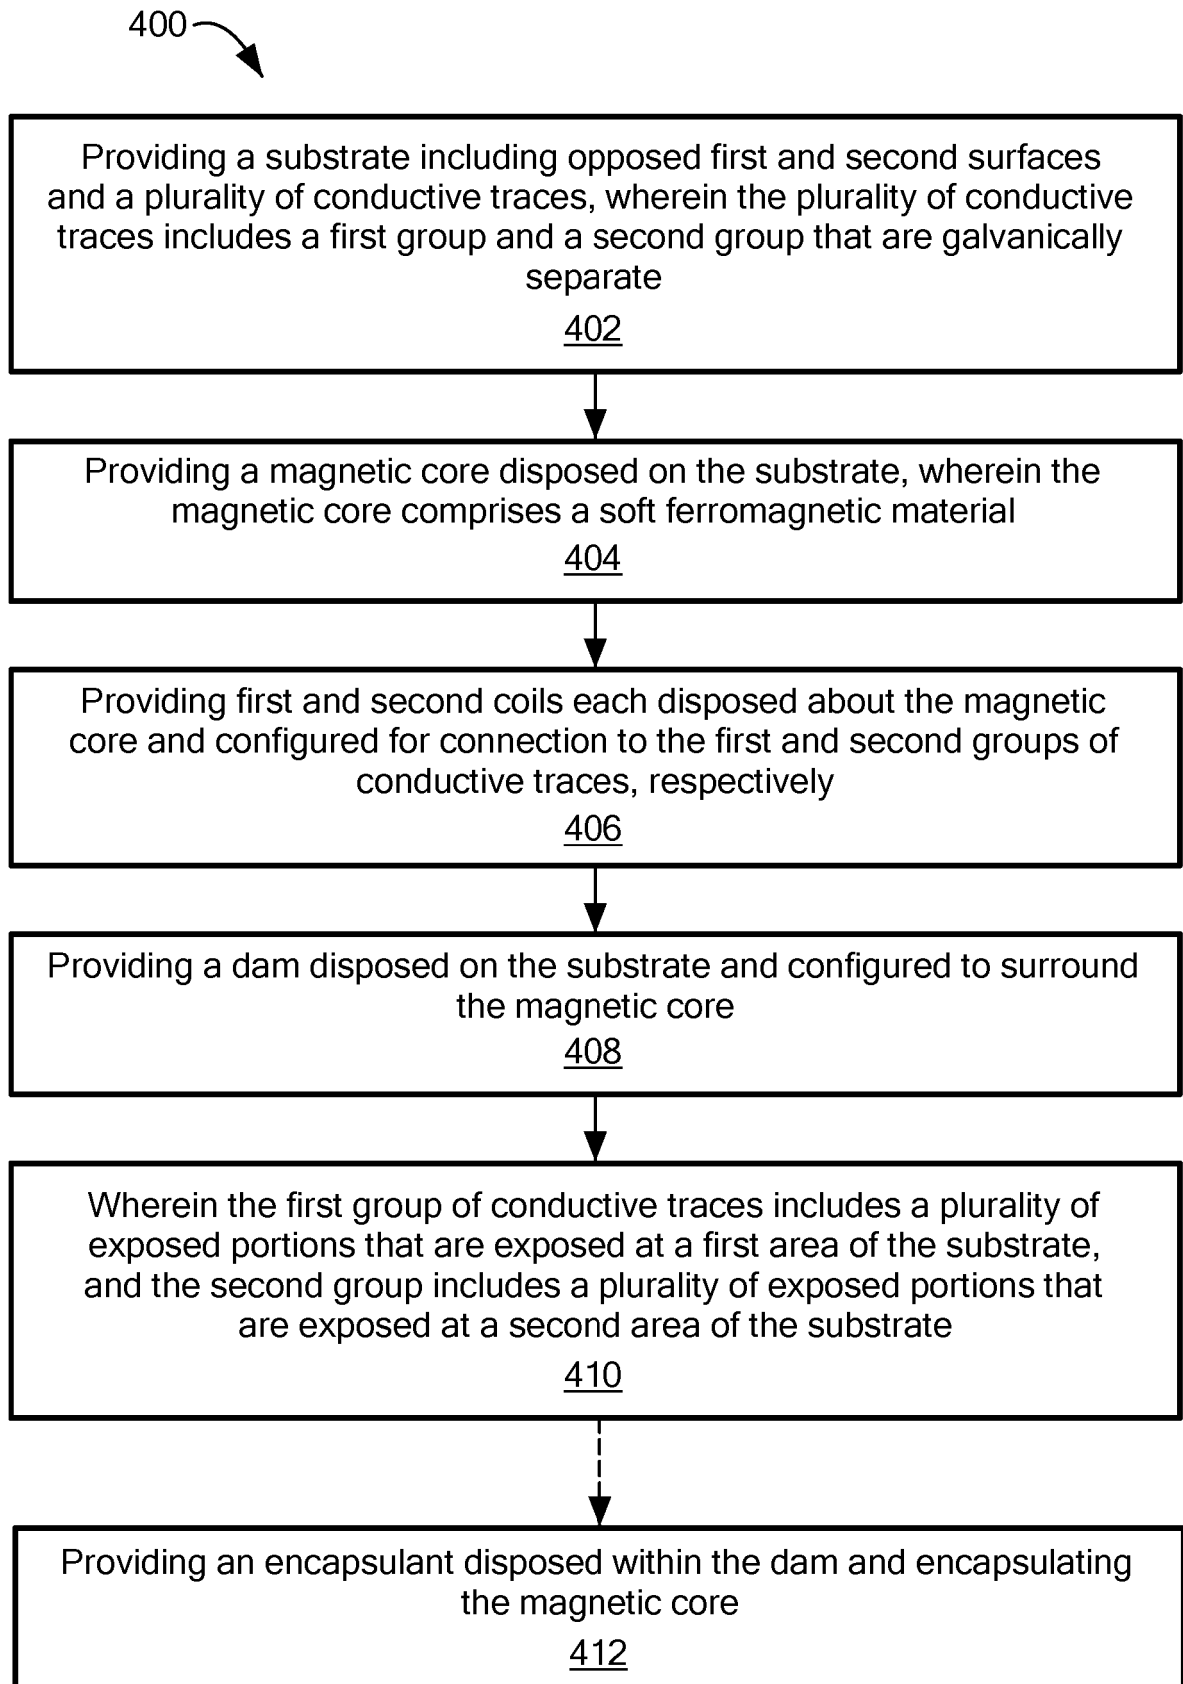 400
Providing a substrate including opposed first and second surfaces
and a plurality of conductive traces, wherein the plurality of conductive
traces includes a first group and a second group that are galvanically
separate
402
Providing a magnetic core disposed on the substrate, wherein the
magnetic core comprises a soft ferromagnetic material
404
Providing first and second coils each disposed about the magnetic
core and configured for connection to the first and second groups of
conductive traces, respectively
406
Providing a dam disposed on the substrate and configured to surround
the magnetic core
408
Wherein the first group of conductive traces includes a plurality of
exposed portions that are exposed at a first area of the substrate,
and the second group includes a plurality of exposed portions that
are exposed at a second area of the substrate
410
Providing an encapsulant disposed within the dam and encapsulating
the magnetic core
412